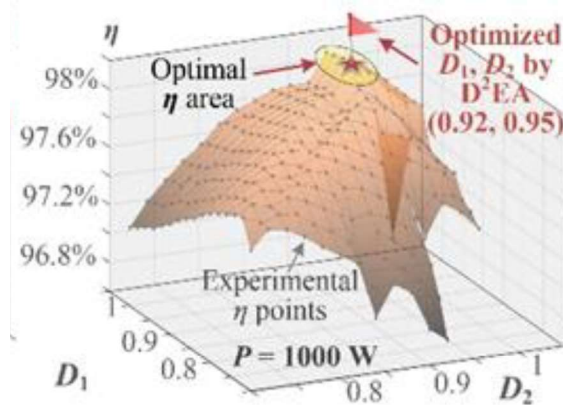 η
98%
97.6%
97.2%
96.8%
Optimal
η area
Optimized
D₁, D₂ by
D²EA
(0.92, 0.95)
Experimental
η points
P = 1000 W
1
0.9
0.8
D₁
0.8
0.9
1
D₂